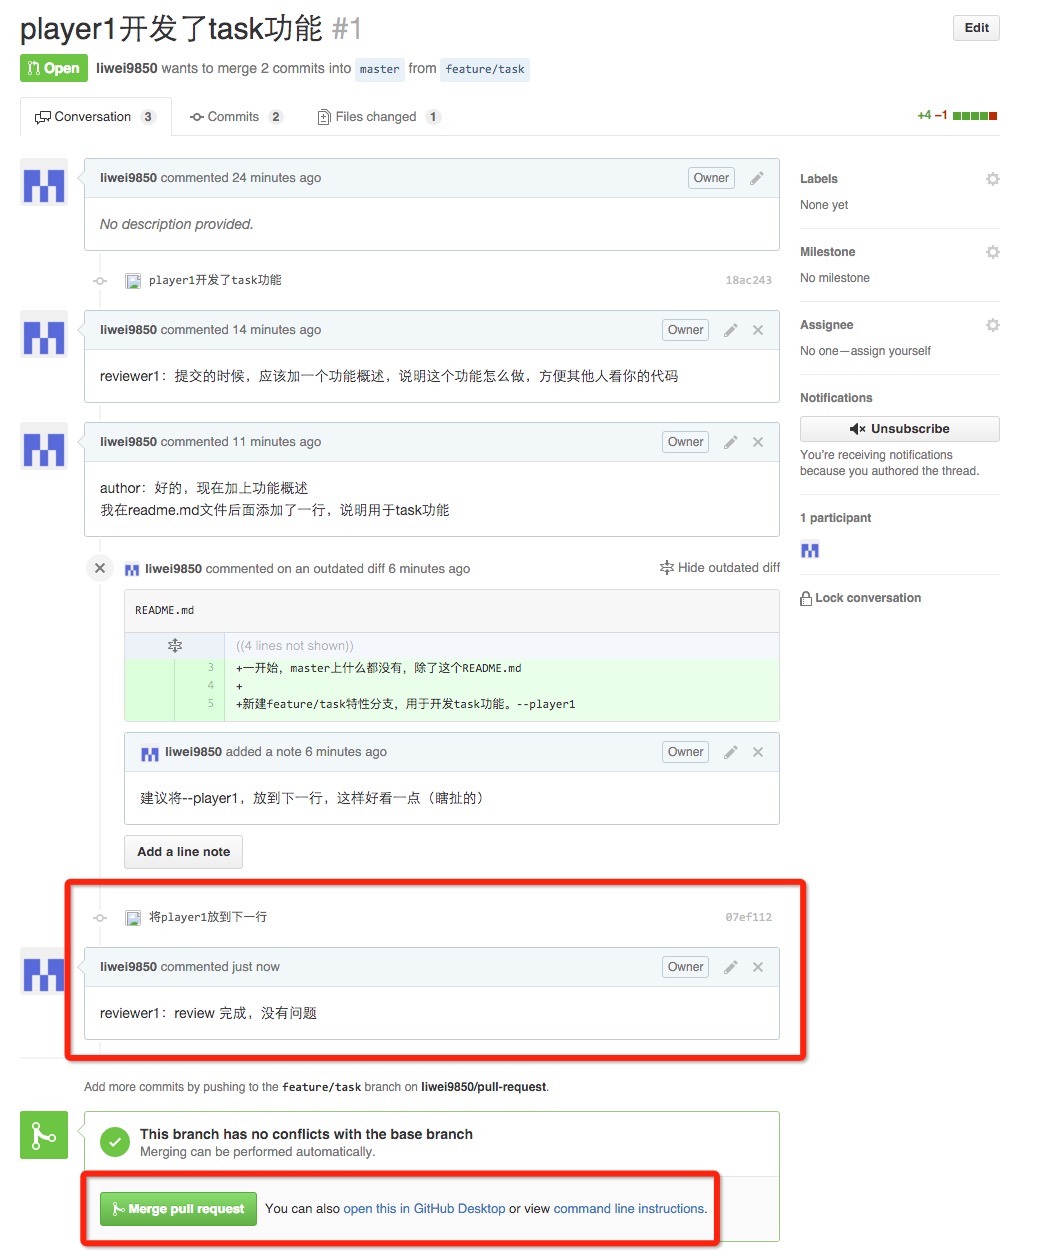 player1开发了task功能 #1
Edit
Open liwei9850 wants to merge 2 commits into master from feature/task
Conversation 3 Commits 2 Files changed 1 +4 −1
liwei9850 commented 24 minutes ago Owner
No description provided.
player1开发了task功能 18ac243
liwei9850 commented 14 minutes ago Owner
reviewer1：提交的时候，应该加一个功能概述，说明这个功能怎么做，方便其他人看你的代码
liwei9850 commented 11 minutes ago Owner
author：好的，现在加上功能概述
我在readme.md文件后面添加了一行，说明用于task功能
liwei9850 commented on an outdated diff 6 minutes ago Hide outdated diff
README.md
((4 lines not shown))
3 +一开始，master上什么都没有，除了这个README.md
4 +
5 +新建feature/task特性分支，用于开发task功能。--player1
liwei9850 added a note 6 minutes ago Owner
建议将--player1，放到下一行，这样好看一点（瞎扯的）
Add a line note
将player1放到下一行 07ef112
liwei9850 commented just now Owner
reviewer1：review 完成，没有问题
Add more commits by pushing to the feature/task branch on liwei9850/pull-request.
This branch has no conflicts with the base branch
Merging can be performed automatically.
Merge pull request You can also open this in GitHub Desktop or view command line instructions.
Labels
None yet
Milestone
No milestone
Assignee
No one—assign yourself
Notifications
Unsubscribe
You're receiving notifications
because you authored the thread.
1 participant
Lock conversation